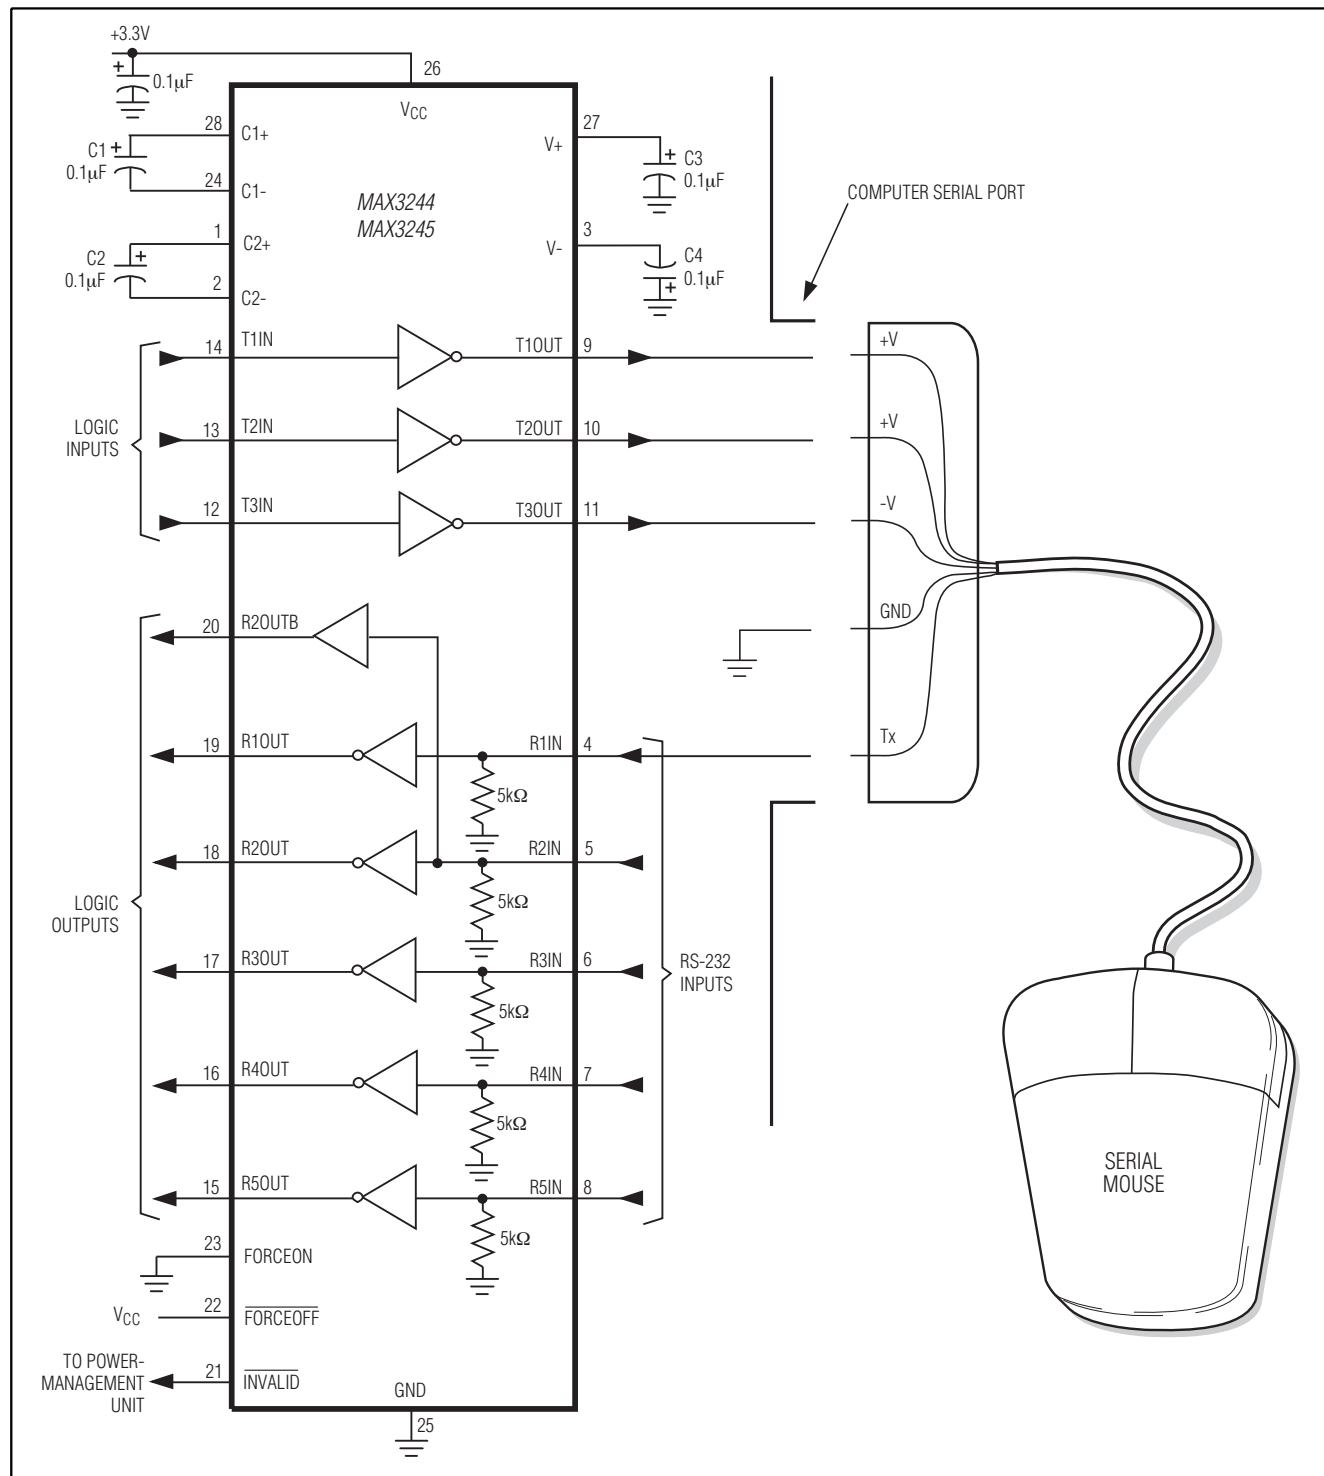 +3.3V
0.1µF
26
VCC
28
C1+
C1
0.1µF
24
C1-
27
V+
C3
0.1µF
MAX3244
MAX3245
1
C2+
C2
0.1µF
2
C2-
3
V-
C4
0.1µF
COMPUTER SERIAL PORT
LOGIC
INPUTS
14
T1IN
T1OUT
9
+V
13
T2IN
T2OUT
10
+V
12
T3IN
T3OUT
11
-V
20
R2OUTB
GND
19
R1OUT
R1IN
4
Tx
5kΩ
18
R2OUT
R2IN
5
5kΩ
LOGIC
OUTPUTS
17
R3OUT
R3IN
6
5kΩ
RS-232
INPUTS
16
R4OUT
R4IN
7
5kΩ
15
R5OUT
R5IN
8
5kΩ
23
FORCEON
VCC
22
FORCEOFF
TO POWER-
MANAGEMENT
UNIT
21
INVALID
GND
25
SERIAL
MOUSE